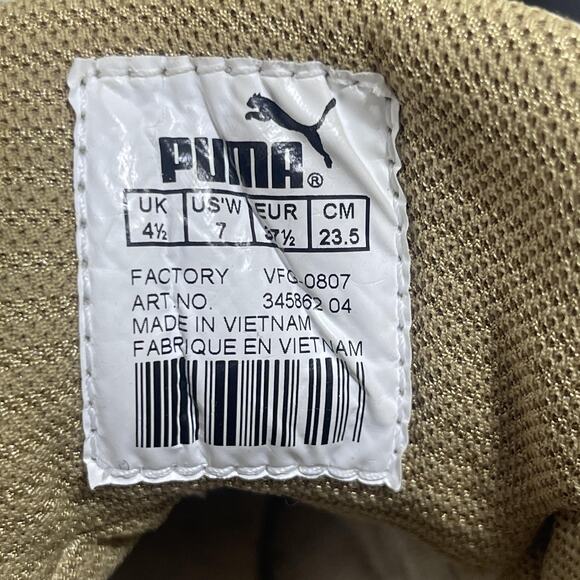 PUMA®
UK US'W EUR CM
4½ 7 37½ 23.5
FACTORY VFG-0807
ART.NO. 345862 04
MADE IN VIETNAM
FABRIQUE EN VIETNAM